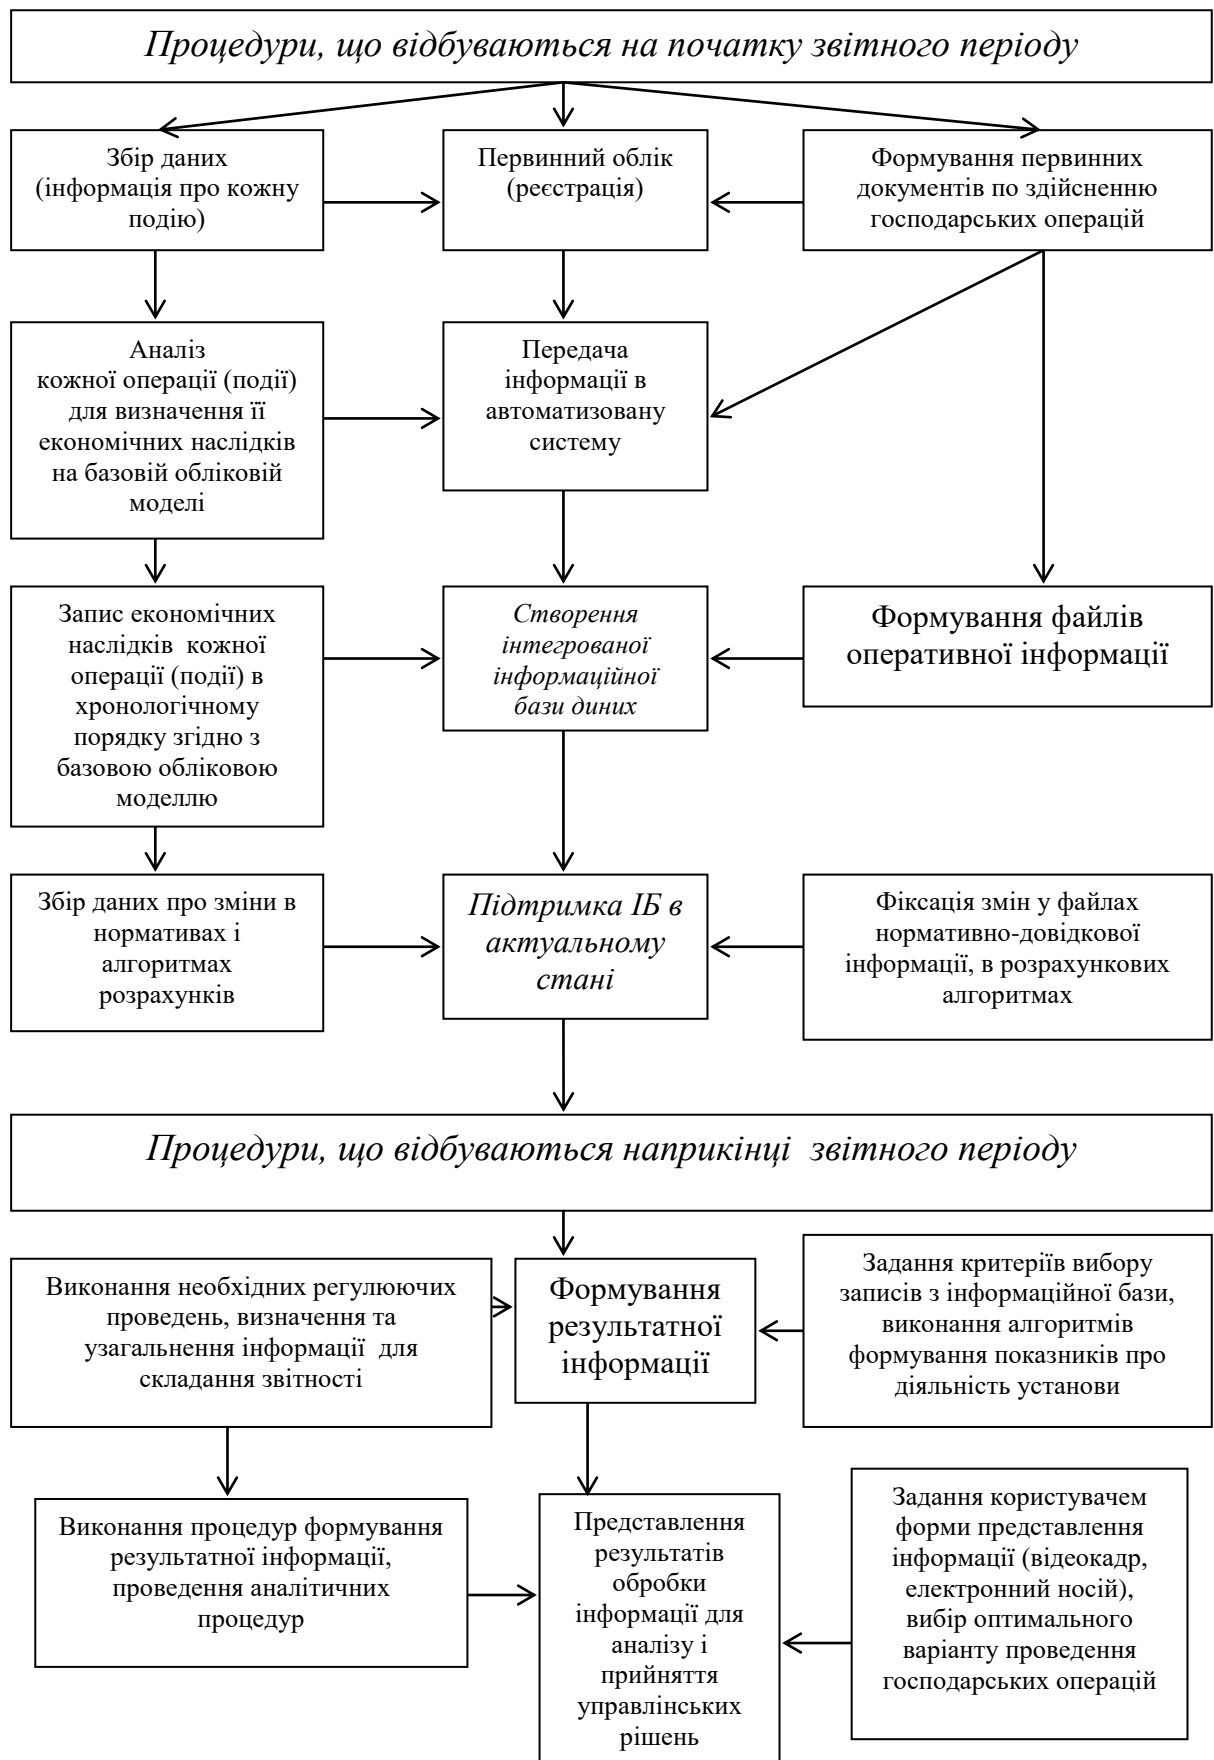 Процедури, що відбуваються на початку звітного періоду
Збір даних
(інформація про кожну
подію)
Первинний облік
(реєстрація)
Формування первинних
документів по здійсненню
господарських операцій
Аналіз
кожної операції (події)
для визначення її
економічних наслідків
на базовій обліковій
моделі
Передача
інформації в
автоматизовану
систему
Запис економічних
наслідків кожної
операції (події) в
хронологічному
порядку згідно з
базовою обліковою
моделлю
Створення
інтегрованої
інформаційної
бази диних
Формування файлів
оперативної інформації
Збір даних про зміни в
нормативах і
алгоритмах
розрахунків
Підтримка ІБ в
актуальному
стані
Фіксація змін у файлах
нормативно-довідкової
інформації, в розрахункових
алгоритмах
Процедури, що відбуваються наприкінці звітного періоду
Виконання необхідних регулюючих
проведень, визначення та
узагальнення інформації для
складання звітності
Формування
результатної
інформації
Задання критеріїв вибору
записів з інформаційної бази,
виконання алгоритмів
формування показників про
діяльність установи
Виконання процедур формування
результатної інформації,
проведення аналітичних
процедур
Представлення
результатів
обробки
інформації для
аналізу і
прийняття
управлінських
рішень
Задання користувачем
форми представлення
інформації (відеокадр,
електронний носій),
вибір оптимального
варіанту проведення
господарських операцій